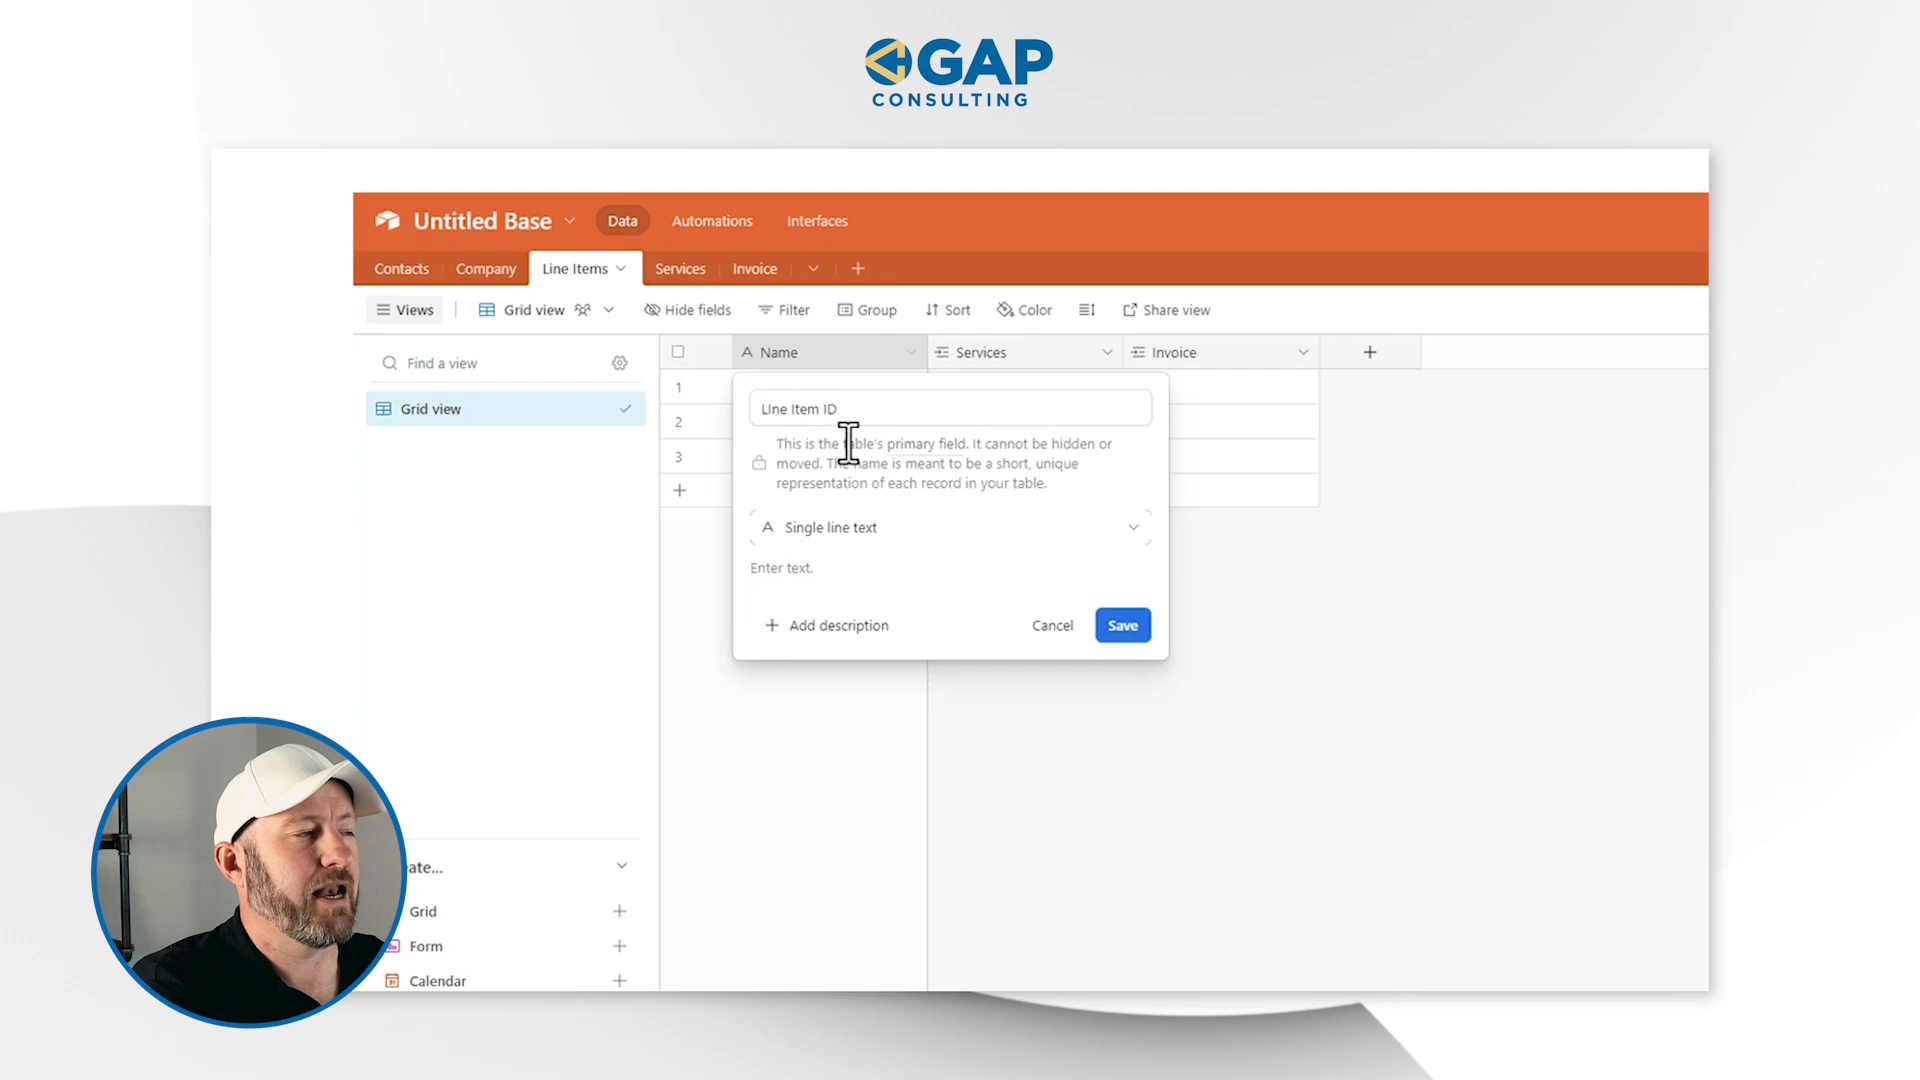 GAP
CONSULTING
Untitled Base Data Automations Interfaces
Contacts Company Line Items Services Invoice
Views Grid view Hide fields Filter Group Sort Color Share view
Find a view
Grid view
A Name Services Invoice
1
2
3
LIne Item ID
This is the table's primary field. It cannot be hidden or
moved. The name is meant to be a short, unique
representation of each record in your table.
A Single line text
Enter text.
Add description Cancel Save
ate...
Grid
Form
Calendar